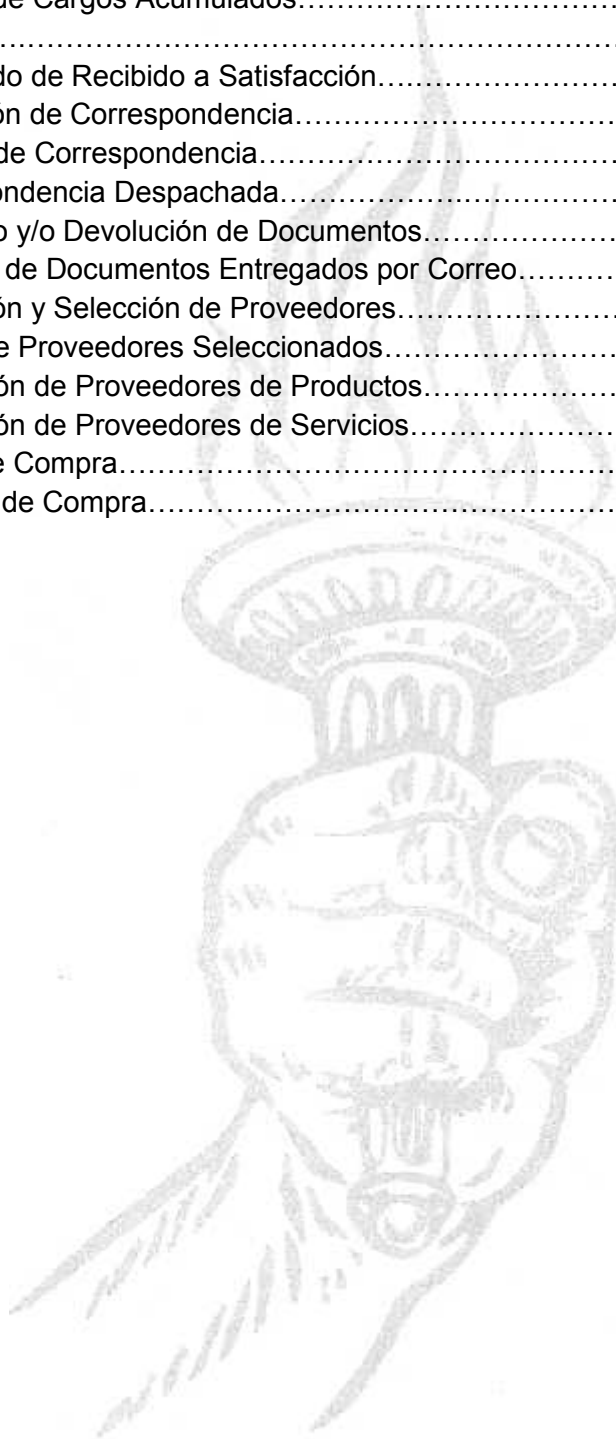 de Cargos Acumulados……………………………………
……………………………………………………………………
do de Recibido a Satisfacción…………………………
ón de Correspondencia……………………………………
de Correspondencia…………………………………………
ondencia Despachada………………………………………
o y/o Devolución de Documentos……………………
de Documentos Entregados por Correo…………
ón y Selección de Proveedores………………………
e Proveedores Seleccionados…………………………
ón de Proveedores de Productos……………………
ón de Proveedores de Servicios………………………
e Compra………………………………………………………
de Compra……………………………………………………